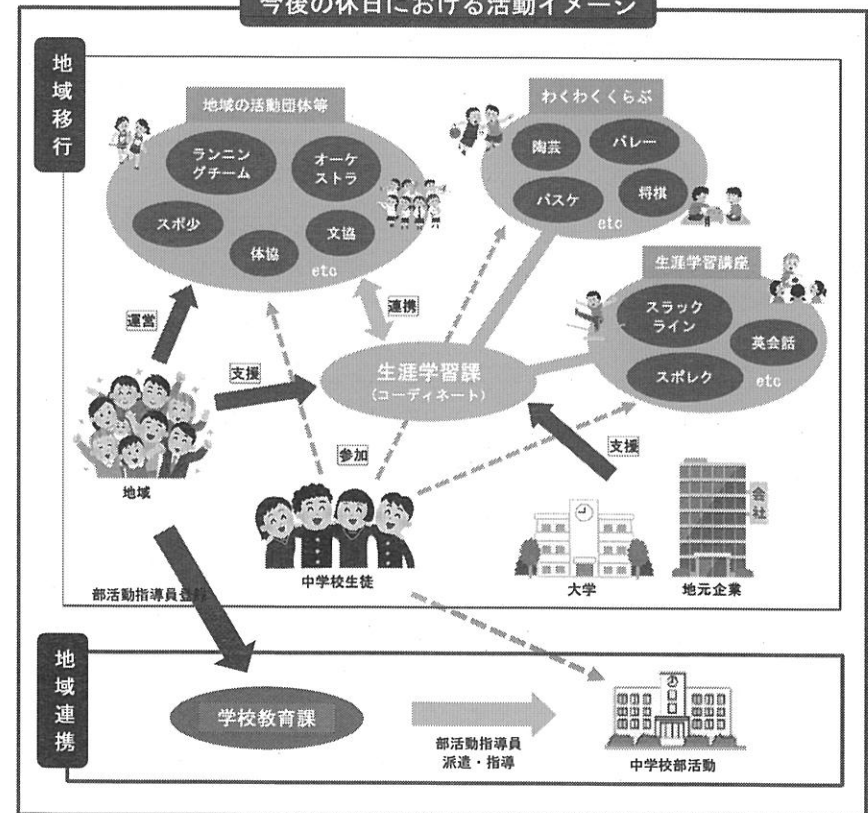 今後の休日における活動イメージ
地域移行
地域の活動団体等
ランニン
グチーム
オーケ
ストラ
スポ少
体協
文協
etc
わくわくくらぶ
陶芸
バレー
バスケ
将棋
etc
生涯学習講座
スラック
ライン
英会話
スポレク
etc
運営
連携
支援
生涯学習課
(コーディネート)
参加
支援
地域
中学校生徒
大学
会社
地元企業
部活動指導員登録
地域連携
学校教育課
部活動指導員
派遣・指導
中学校部活動